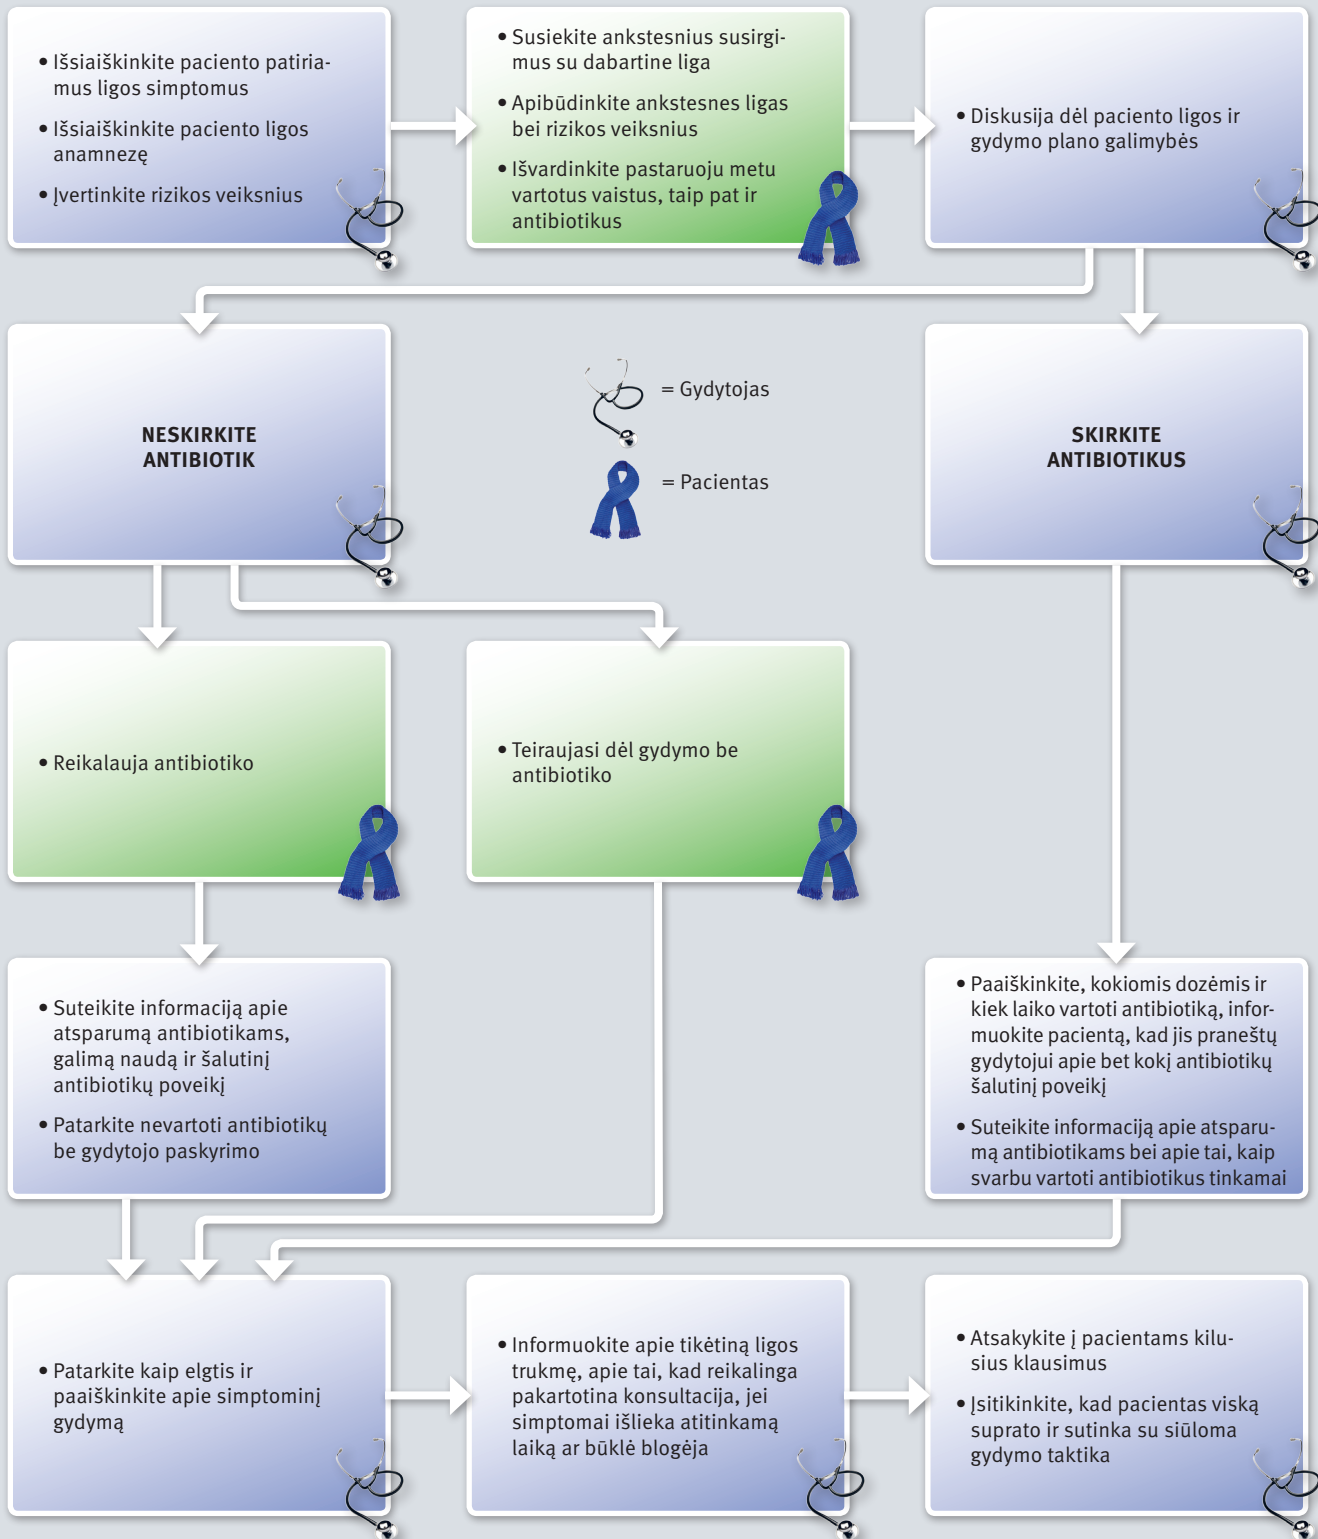 • Išsiaiškinkite paciento patiria-
mus ligos simptomus
• Išsiaiškinkite paciento ligos
anamnezę
• Įvertinkite rizikos veiksnius
• Susiekite ankstesnius susirgi-
mus su dabartine liga
• Apibūdinkite ankstesnes ligas
bei rizikos veiksnius
• Išvardinkite pastaruoju metu
vartotus vaistus, taip pat ir
antibiotikus
• Diskusija dėl paciento ligos ir
gydymo plano galimybės
NESKIRKITE
ANTIBIOTIK
= Gydytojas
= Pacientas
SKIRKITE
ANTIBIOTIKUS
• Reikalauja antibiotiko
• Teiraujasi dėl gydymo be
antibiotiko
• Suteikite informaciją apie
atsparumą antibiotikams,
galimą naudą ir šalutinį
antibiotikų poveikį
• Patarkite nevartoti antibiotikų
be gydytojo paskyrimo
• Paaiškinkite, kokiomis dozėmis ir
kiek laiko vartoti antibiotiką, infor-
muokite pacientą, kad jis praneštų
gydytojui apie bet kokį antibiotikų
šalutinį poveikį
• Suteikite informaciją apie atsparu-
mą antibiotikams bei apie tai, kaip
svarbu vartoti antibiotikus tinkamai
• Patarkite kaip elgtis ir
paaiškinkite apie simptominį
gydymą
• Informuokite apie tikėtiną ligos
trukmę, apie tai, kad reikalinga
pakartotina konsultacija, jei
simptomai išlieka atitinkamą
laiką ar būklė blogėja
• Atsakykite į pacientams kilu-
sius klausimus
• Įsitikinkite, kad pacientas viską
suprato ir sutinka su siūloma
gydymo taktika